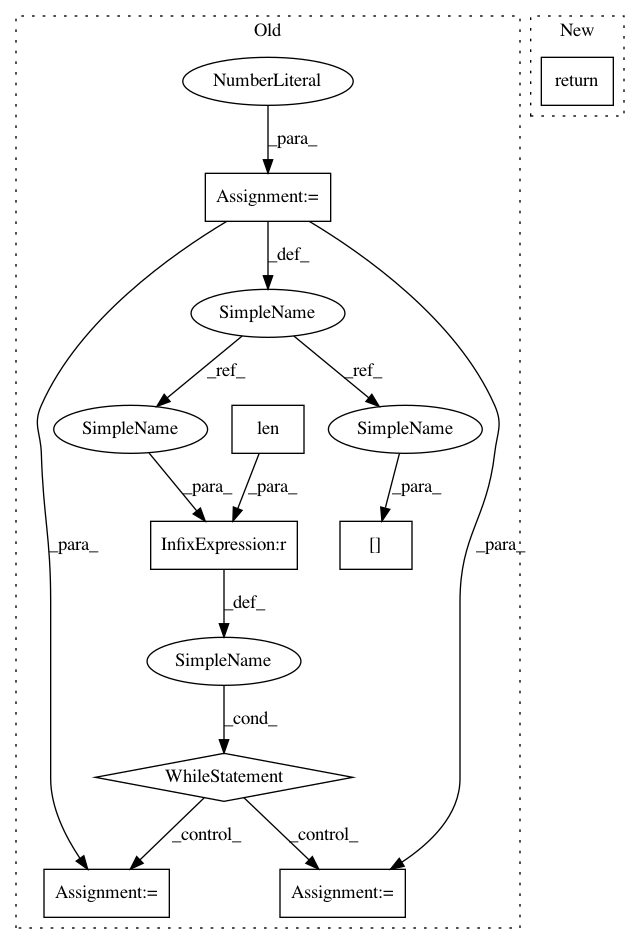 Old
New
NumberLiteral
return
_para_
Assignment:=
_def_
SimpleName
_ref_
_ref_
SimpleName
len
SimpleName
_para_
_para_
_para_
InfixExpression:r
[]
_para_
_para_
_def_
SimpleName
_cond_
WhileStatement
_control_
_control_
Assignment:=
Assignment:=